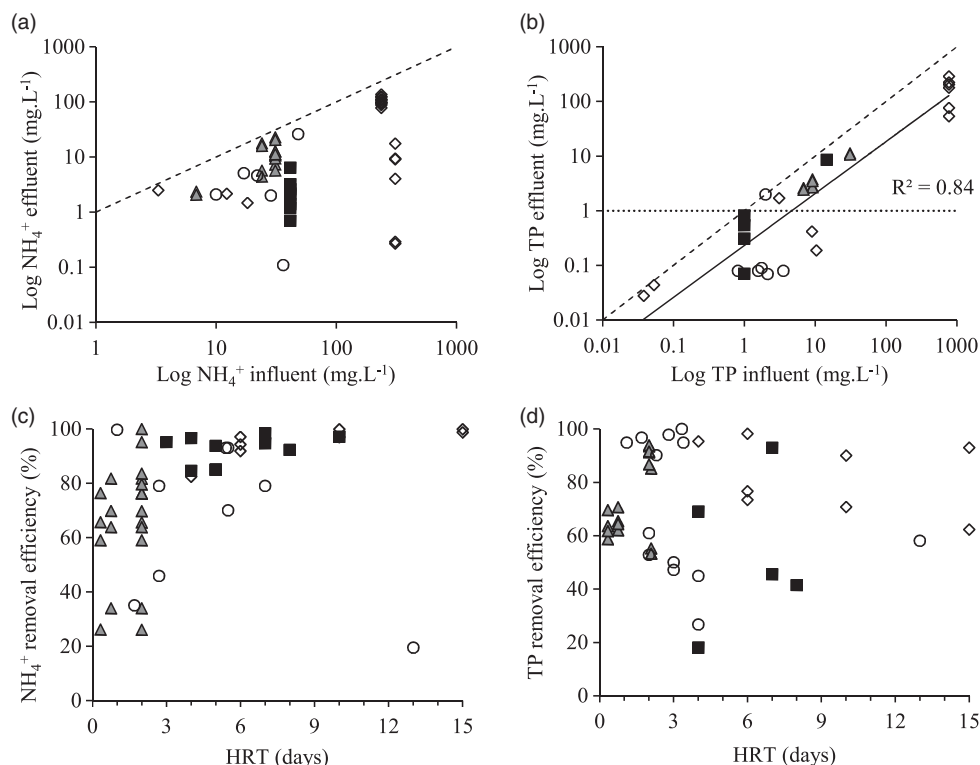 (a)
1000
100
10
1
0.1
0.01
Log NH₄⁺ effluent (mg.L⁻¹)
1 10 100 1000
Log NH₄⁺ influent (mg.L⁻¹)
(b)
1000
100
10
1
0.1
0.01
Log TP effluent (mg.L⁻¹)
R² = 0.84
0.01 0.1 1 10 100 1000
Log TP influent (mg.L⁻¹)
(c)
100
80
60
40
20
0
NH₄⁺ removal efficiency (%)
0 3 6 9 12 15
HRT (days)
(d)
100
80
60
40
20
0
TP removal efficiency (%)
0 3 6 9 12 15
HRT (days)